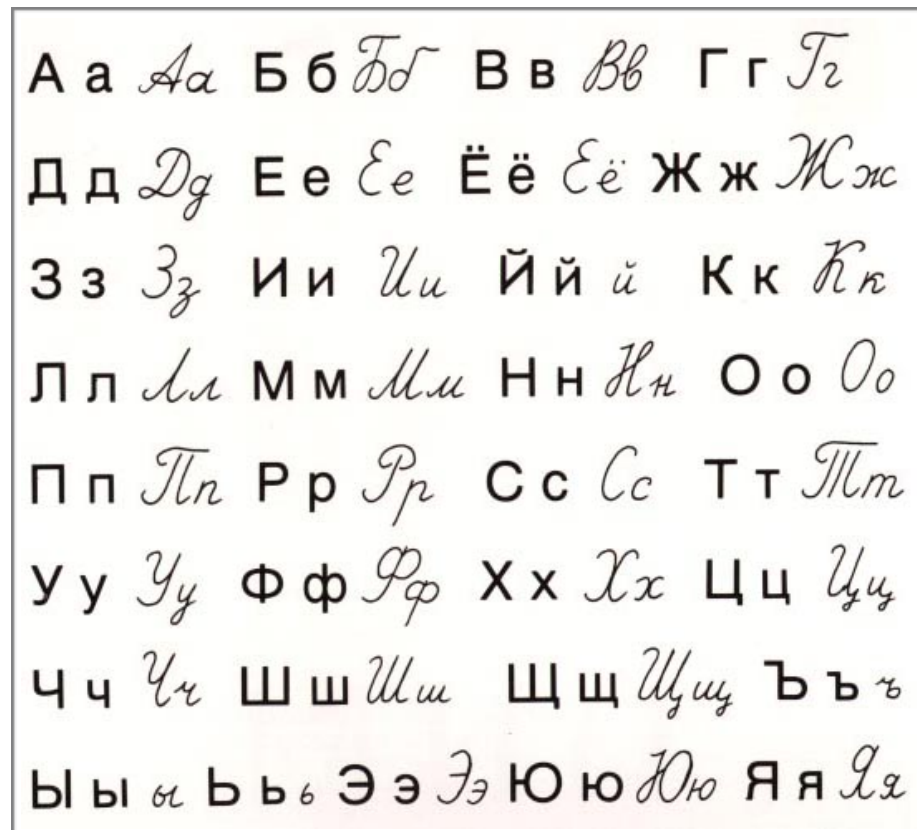 А а Аа Б б Бб В в Вв Г г Гг
Д д Дд Е е Ее Ё ё Её Ж ж Жж
З з Зз И и Ии Й й й К к Кк
Л л Лл М м Мм Н н Нн О о Оо
П п Пп Р р Рр С с Сс Т т Тт
У у Уу Ф ф Фф Х х Хх Ц ц Цц
Ч ч Чч Ш ш Шш Щ щ Щщ Ъ ъ ъ
Ы ы ы Ь ь ь Э э Ээ Ю ю Юю Я я Яя